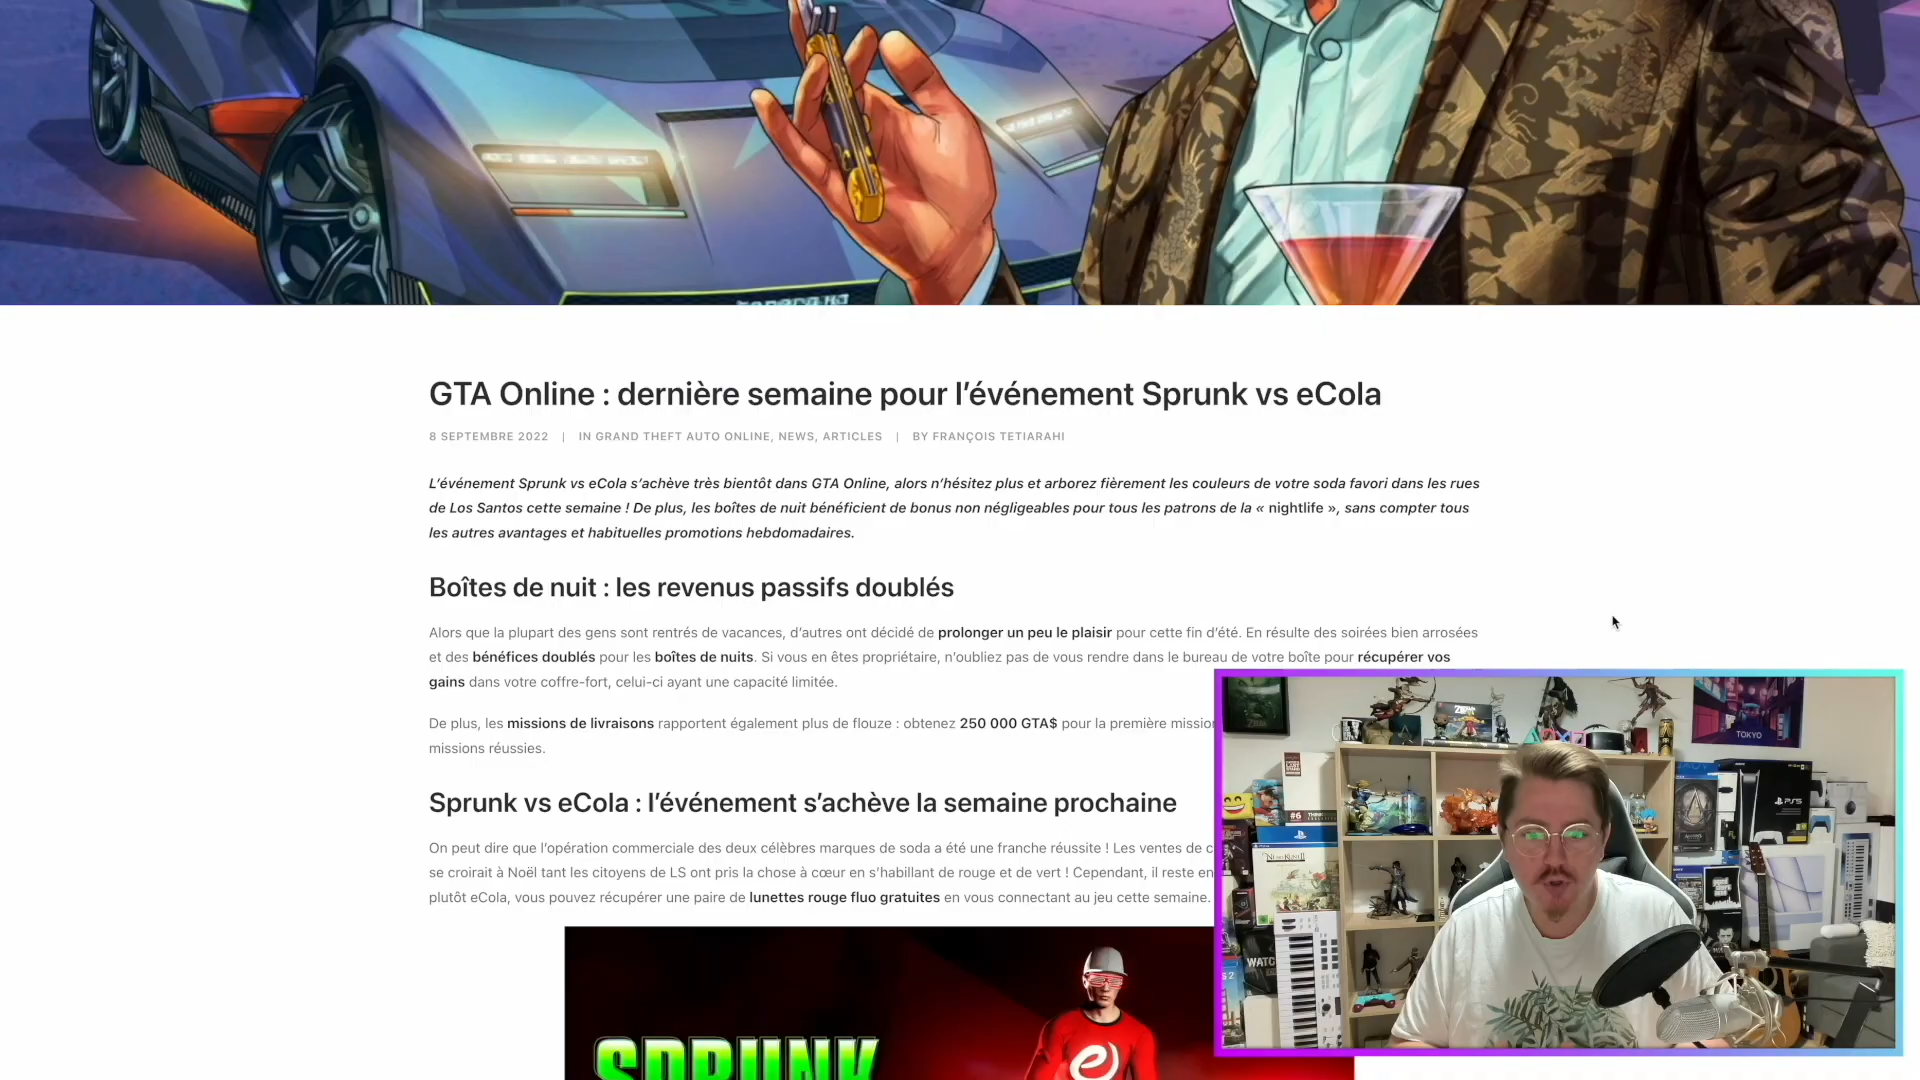 GTA Online : dernière semaine pour l’événement Sprunk vs eCola
8 SEPTEMBRE 2022 | IN GRAND THEFT AUTO ONLINE, NEWS, ARTICLES | BY FRANÇOIS TETIARAHI
L’événement Sprunk vs eCola s’achève très bientôt dans GTA Online, alors n’hésitez plus et arborez fièrement les couleurs de votre soda favori dans les rues
de Los Santos cette semaine ! De plus, les boîtes de nuit bénéficient de bonus non négligeables pour tous les patrons de la « nightlife », sans compter tous
les autres avantages et habituelles promotions hebdomadaires.
Boîtes de nuit : les revenus passifs doublés
Alors que la plupart des gens sont rentrés de vacances, d’autres ont décidé de prolonger un peu le plaisir pour cette fin d’été. En résulte des soirées bien arrosées
et des bénéfices doublés pour les boîtes de nuits. Si vous en êtes propriétaire, n’oubliez pas de vous rendre dans le bureau de votre boîte pour récupérer vos
gains dans votre coffre-fort, celui-ci ayant une capacité limitée.
De plus, les missions de livraisons rapportent également plus de flouze : obtenez 250 000 GTA$ pour la première mission
missions réussies.
Sprunk vs eCola : l’événement s’achève la semaine prochaine
On peut dire que l’opération commerciale des deux célèbres marques de soda a été une franche réussite ! Les ventes de c
se croirait à Noël tant les citoyens de LS ont pris la chose à cœur en s’habillant de rouge et de vert ! Cependant, il reste en
plutôt eCola, vous pouvez récupérer une paire de lunettes rouge fluo gratuites en vous connectant au jeu cette semaine.
SPRUNK
TOKYO
PS5
#6
WATCH